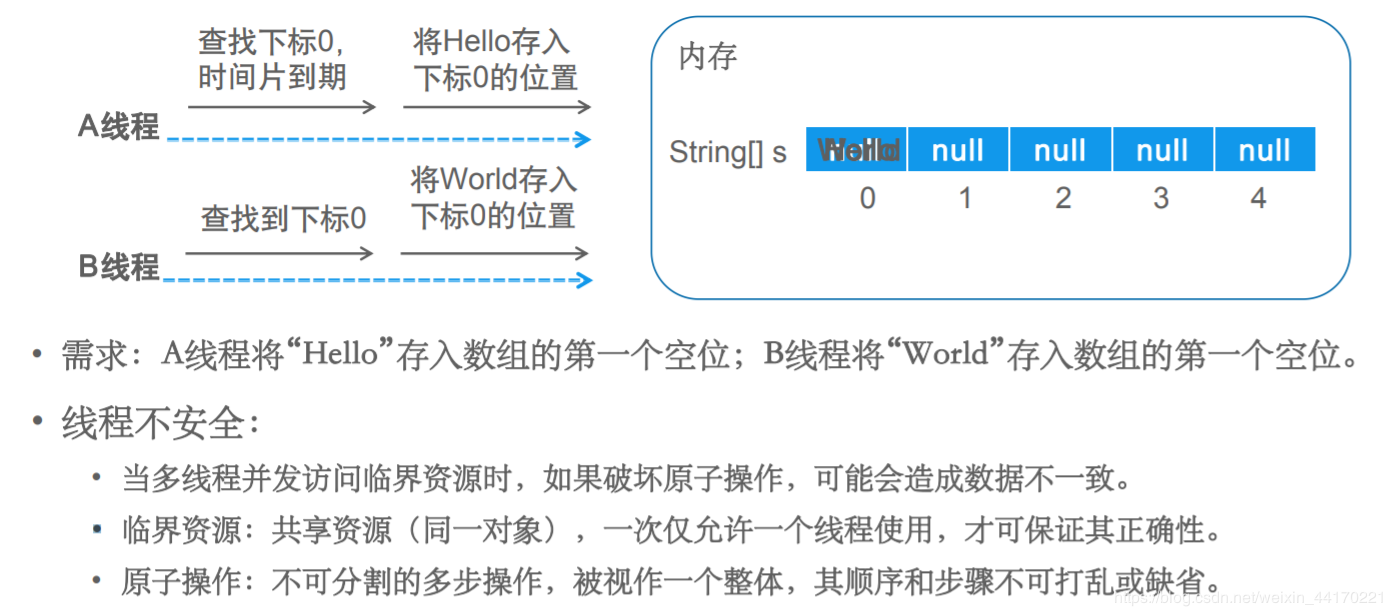 查找下标0,
时间片到期
将Hello存入
下标0的位置
A线程
将World存入
下标0的位置
查找到下标0
B线程
内存
String[] s
null null null null
0 1 2 3 4
• 需求：A线程将“Hello”存入数组的第一个空位；B线程将“World”存入数组的第一个空位。
• 线程不安全：
• 当多线程并发访问临界资源时，如果破坏原子操作，可能会造成数据不一致。
• 临界资源：共享资源（同一对象），一次仅允许一个线程使用，才可保证其正确性。
• 原子操作：不可分割的多步操作，被视作一个整体，其顺序和步骤不可打乱或缺省。
https://blog.csdn.net/weixin_44170221